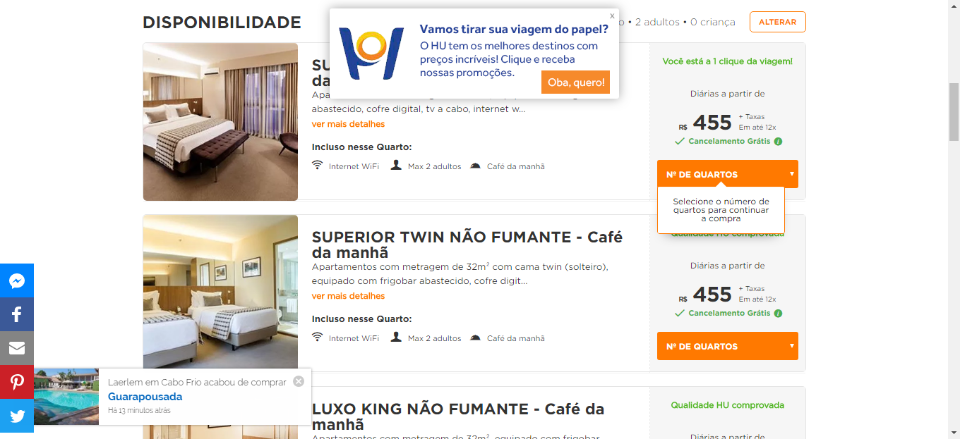 DISPONIBILIDADE
• 2 adultos • 0 criança
ALTERAR
x
Vamos tirar sua viagem do papel?
O HU tem os melhores destinos com
preços incríveis! Clique e receba
nossas promoções.
Oba, quero!
da
abastecido, cofre digital, tv a cabo, internet w...
ver mais detalhes
Incluso nesse Quarto:
Internet WiFi
Max 2 adultos
Café da manhã
Você está a 1 clique da viagem!
Diárias a partir de
R$ 455 + Taxas
Em até 12x
Cancelamento Grátis i
Nº DE QUARTOS
Selecione o número de
quartos para continuar
a compra
SUPERIOR TWIN NÃO FUMANTE - Café
da manhã
Apartamentos com metragem de 32m² com cama twin (solteiro),
equipado com frigobar abastecido, cofre digit...
ver mais detalhes
Incluso nesse Quarto:
Internet WiFi
Max 2 adultos
Café da manhã
Qualidade HU comprovada
Diárias a partir de
R$ 455 + Taxas
Em até 12x
Cancelamento Grátis i
Nº DE QUARTOS
Laerlem em Cabo Frio acabou de comprar
Guarapousada
Há 13 minutos atrás
LUXO KING NÃO FUMANTE - Café da
manhã
Apartamentos com metragem de 32m², equipado com frigobar
Qualidade HU comprovada